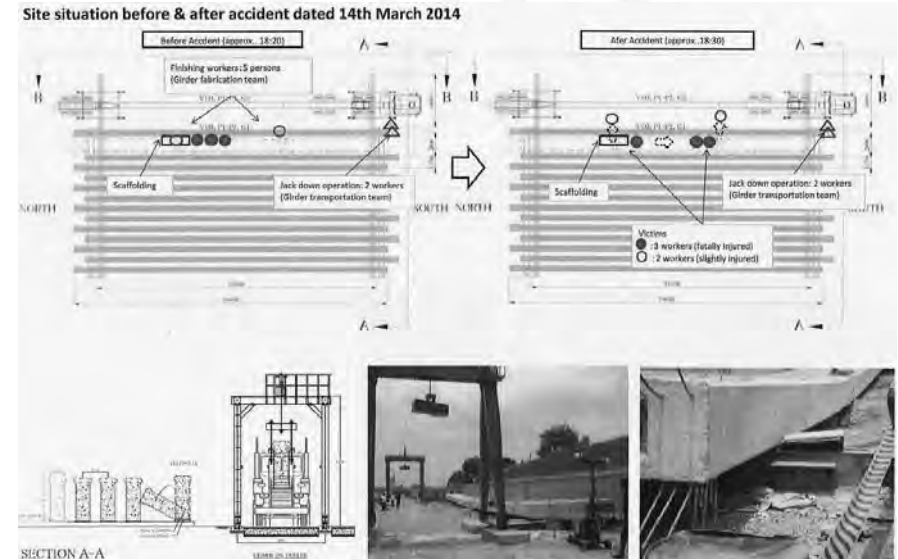 Site situation before & after accident dated 14th March 2014
Before Accident (approx.. 18:20)
Finishing workers: 5 persons
(Girder fabrication team)
A
B
B
Scaffolding
Jack down operation: 2 workers
(Girder transportation team)
NORTH
SOUTH
A
Afer Accident (approx.. 18:30)
A
B
B
Scaffolding
Jack down operation: 2 workers
(Girder transportation team)
NORTH
SOUTH
Victims
: 3 workers (fatally injured)
: 2 workers (slightly injured)
A
SECTION A-A